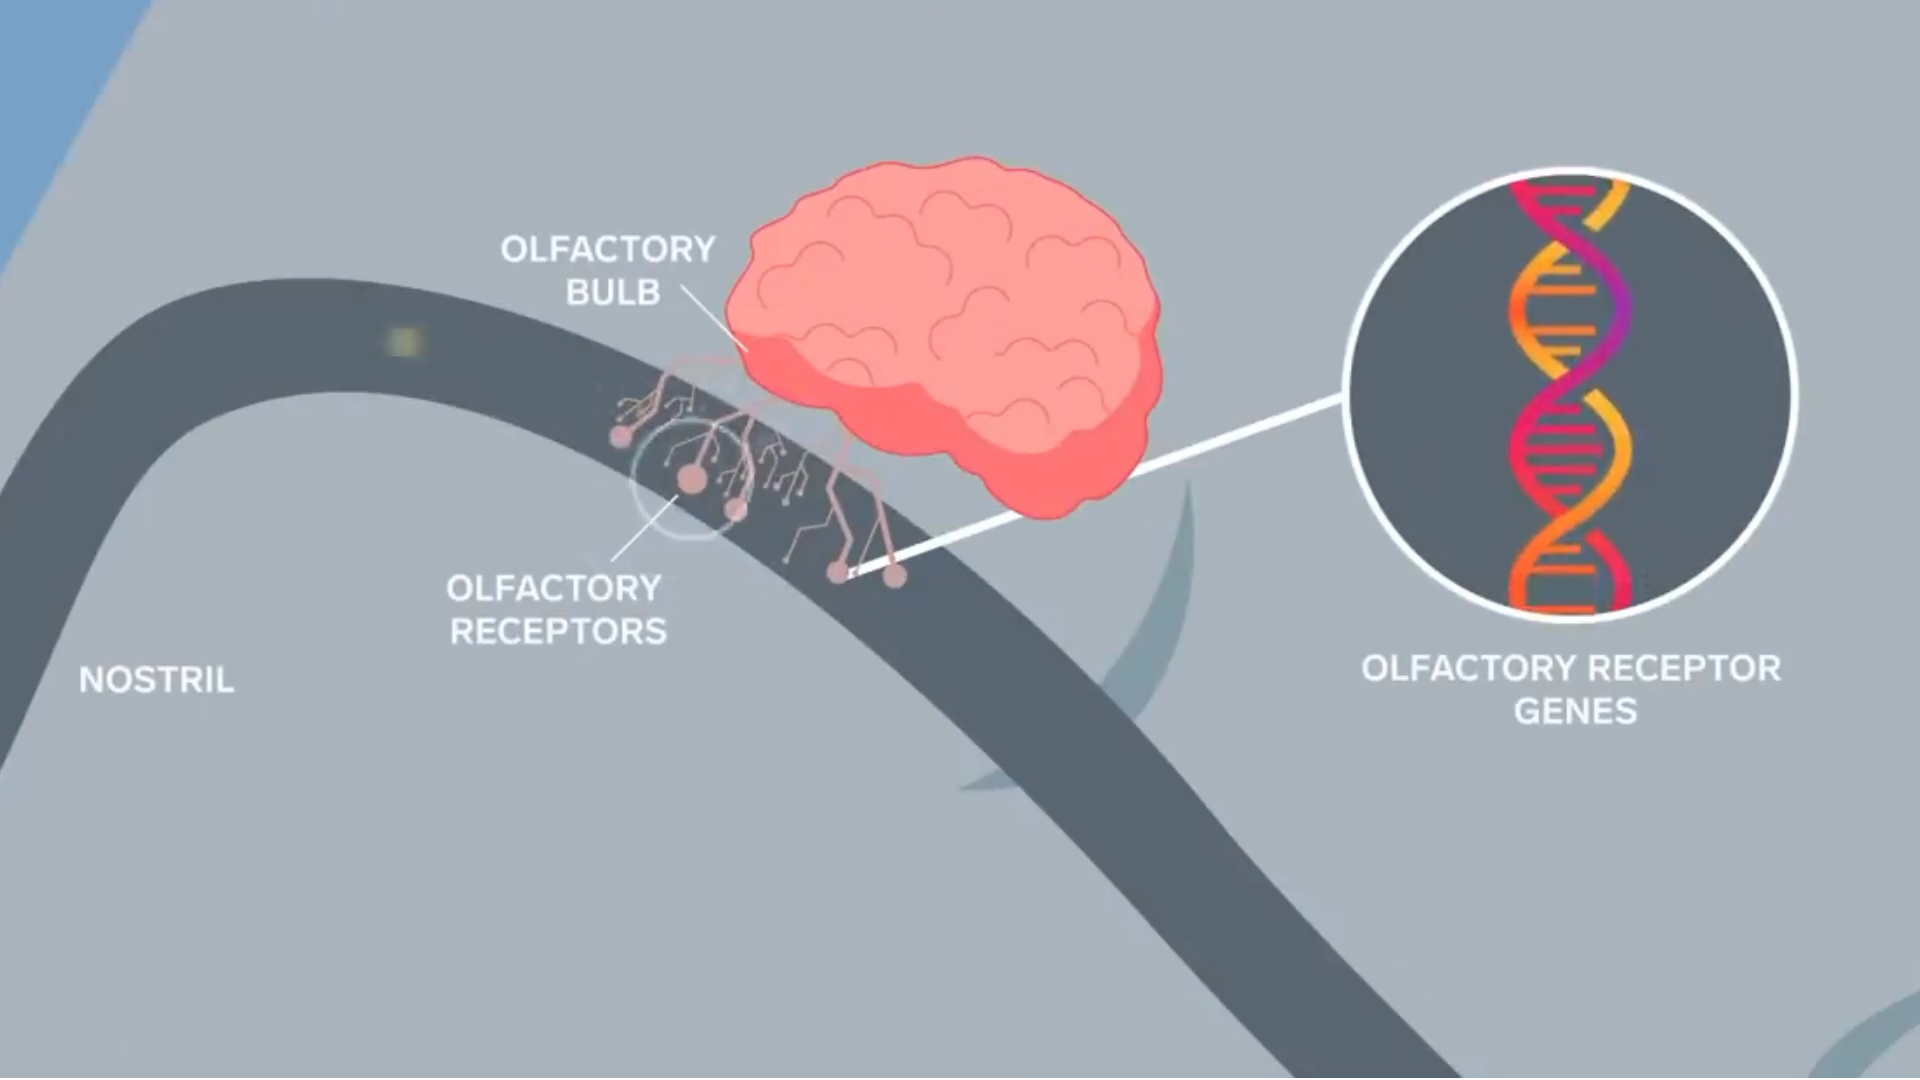 OLFACTORY
BULB
OLFACTORY
RECEPTORS
NOSTRIL
OLFACTORY RECEPTOR
GENES